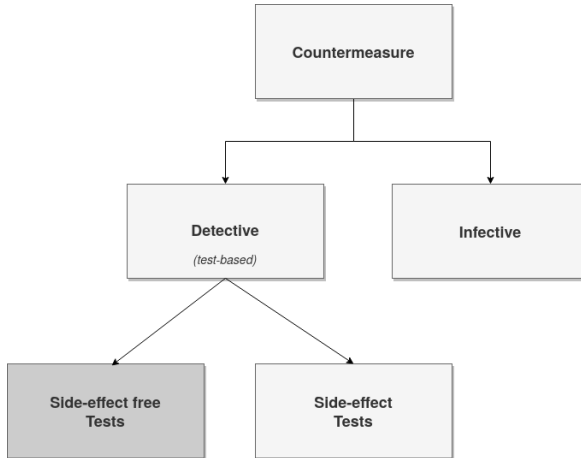 Countermeasure
Detective
Infective
(test-based)
Side-effect free
Tests
Side-effect
Tests